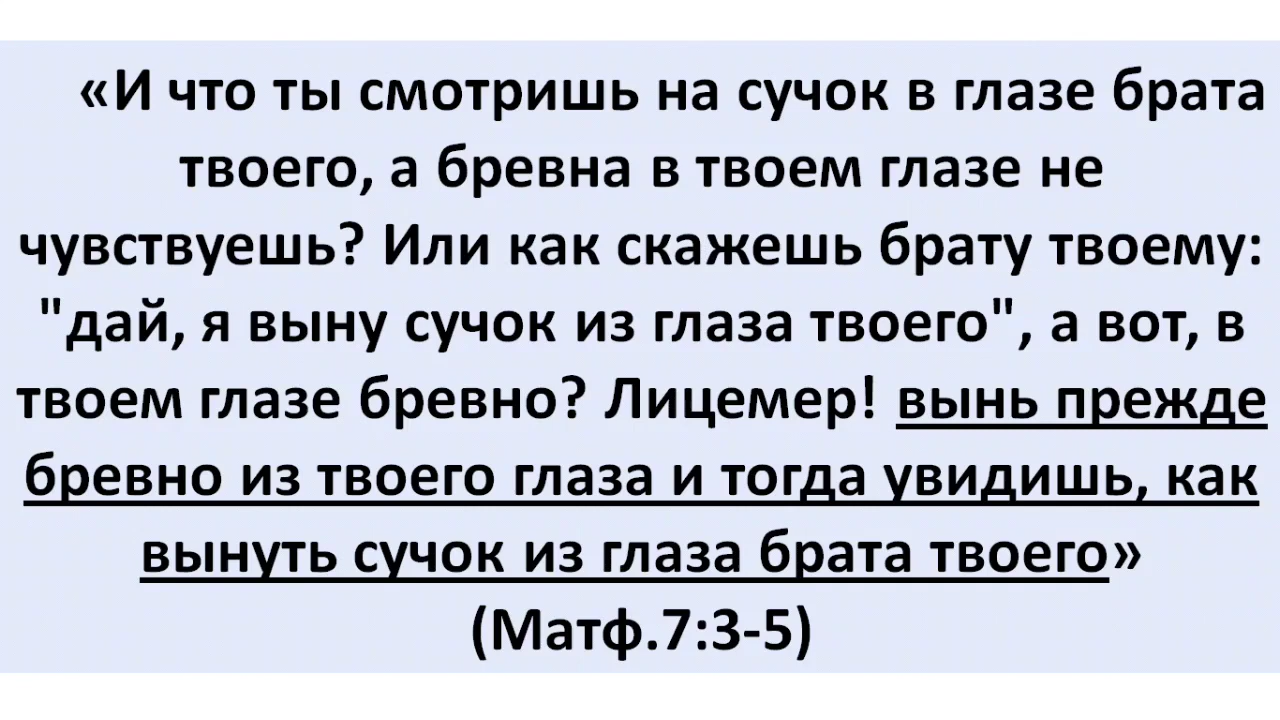 «И что ты смотришь на сучок в глазе брата
твоего, а бревна в твоем глазе не
чувствуешь? Или как скажешь брату твоему:
"дай, я выну сучок из глаза твоего", а вот, в
твоем глазе бревно? Лицемер! вынь прежде
бревно из твоего глаза и тогда увидишь, как
вынуть сучок из глаза брата твоего»
(Матф.7:3-5)